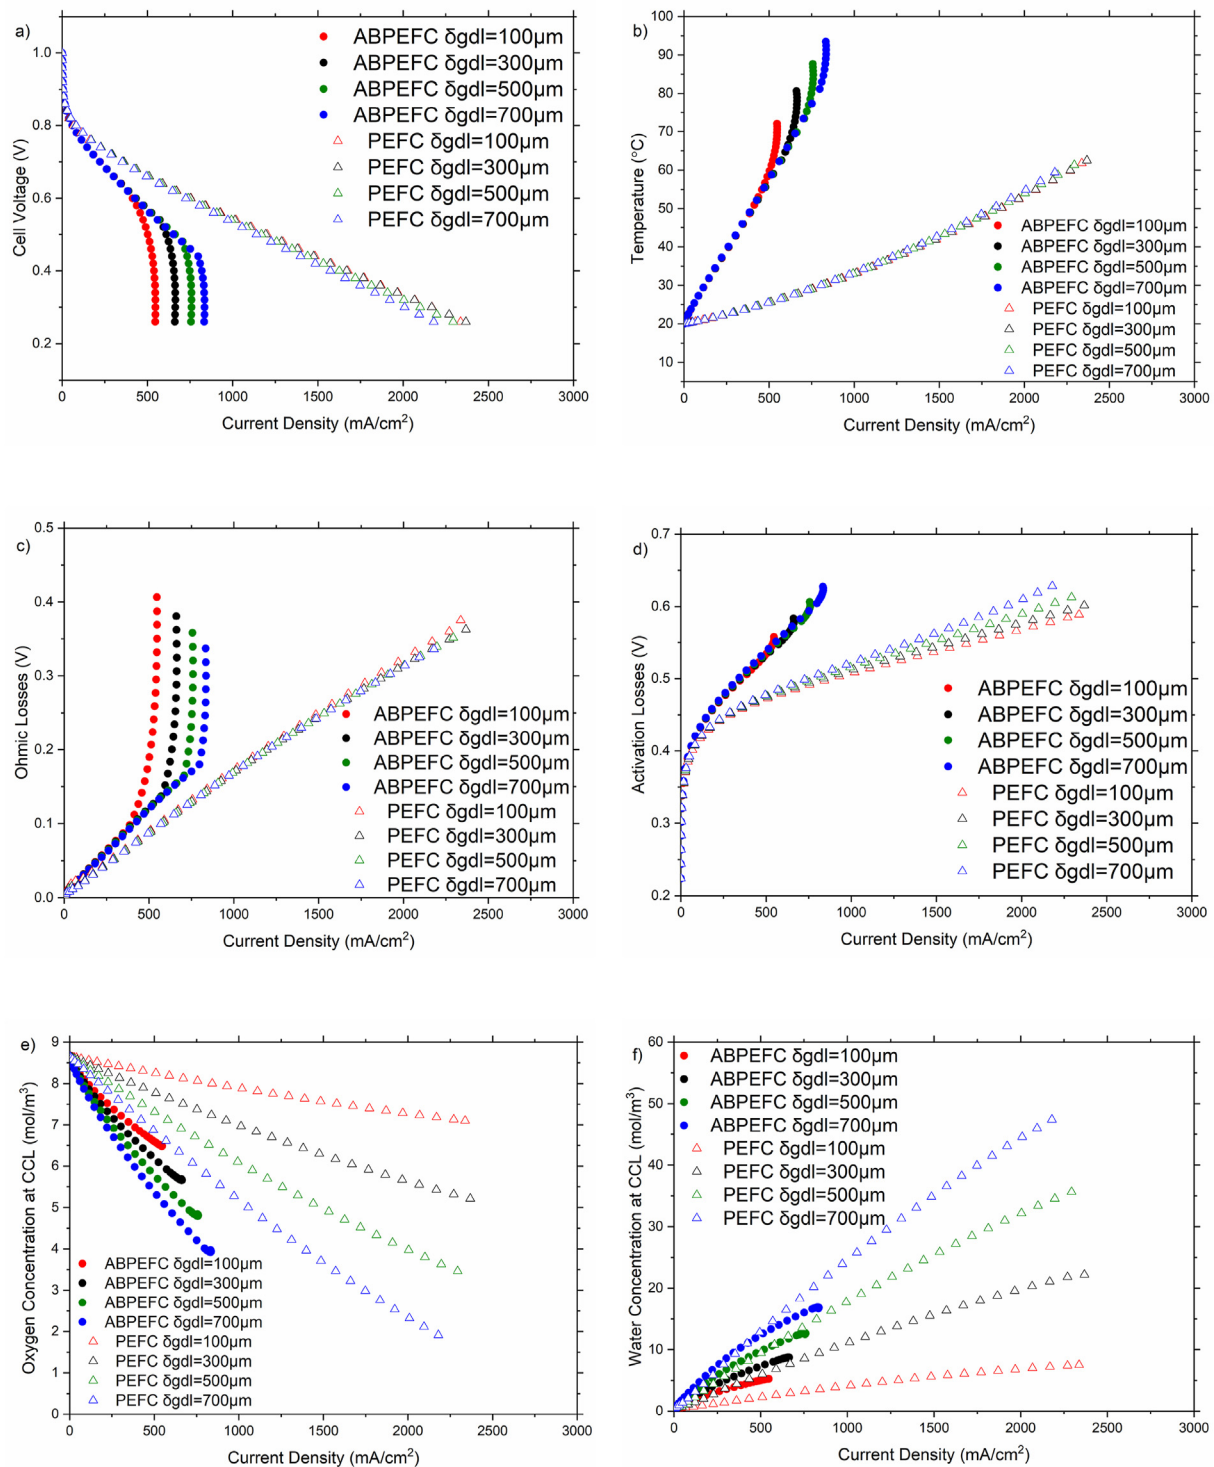 a)
ABPEFC δgdl=100µm
ABPEFC δgdl=300µm
ABPEFC δgdl=500µm
ABPEFC δgdl=700µm
PEFC δgdl=100µm
PEFC δgdl=300µm
PEFC δgdl=500µm
PEFC δgdl=700µm
1.0
0.8
0.6
0.4
0.2
Cell Voltage (V)
0 500 1000 1500 2000 2500 3000
Current Density (mA/cm²)
b)
100
90
80
70
60
50
40
30
20
10
Temperature (°C)
ABPEFC δgdl=100µm
ABPEFC δgdl=300µm
ABPEFC δgdl=500µm
ABPEFC δgdl=700µm
PEFC δgdl=100µm
PEFC δgdl=300µm
PEFC δgdl=500µm
PEFC δgdl=700µm
0 500 1000 1500 2000 2500 3000
Current Density (mA/cm²)
c)
0.5
0.4
0.3
0.2
0.1
0.0
Ohmic Losses (V)
ABPEFC δgdl=100µm
ABPEFC δgdl=300µm
ABPEFC δgdl=500µm
ABPEFC δgdl=700µm
PEFC δgdl=100µm
PEFC δgdl=300µm
PEFC δgdl=500µm
PEFC δgdl=700µm
0 500 1000 1500 2000 2500 3000
Current Density (mA/cm²)
d)
0.7
0.6
0.5
0.4
0.3
0.2
Activation Losses (V)
ABPEFC δgdl=100µm
ABPEFC δgdl=300µm
ABPEFC δgdl=500µm
ABPEFC δgdl=700µm
PEFC δgdl=100µm
PEFC δgdl=300µm
PEFC δgdl=500µm
PEFC δgdl=700µm
0 500 1000 1500 2000 2500 3000
Current Density (mA/cm²)
e)
9
8
7
6
5
4
3
2
1
0
Oxygen Concentration at CCL (mol/m³)
ABPEFC δgdl=100µm
ABPEFC δgdl=300µm
ABPEFC δgdl=500µm
ABPEFC δgdl=700µm
PEFC δgdl=100µm
PEFC δgdl=300µm
PEFC δgdl=500µm
PEFC δgdl=700µm
0 500 1000 1500 2000 2500 3000
Current Density (mA/cm²)
f)
60
50
40
30
20
10
0
Water Concentration at CCL (mol/m³)
ABPEFC δgdl=100µm
ABPEFC δgdl=300µm
ABPEFC δgdl=500µm
ABPEFC δgdl=700µm
PEFC δgdl=100µm
PEFC δgdl=300µm
PEFC δgdl=500µm
PEFC δgdl=700µm
0 500 1000 1500 2000 2500 3000
Current Density (mA/cm²)